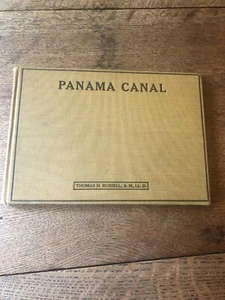 PANAMA CANAL
THOMAS H. RUSSELL, A. M., LL. D.